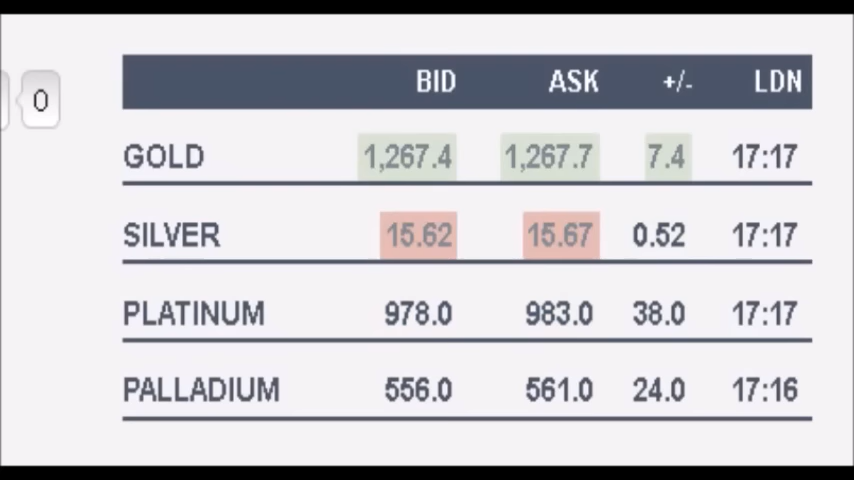 BID ASK +/- LDN
0
GOLD 1,267.4 1,267.7 7.4 17:17
SILVER 15.62 15.67 0.52 17:17
PLATINUM 978.0 983.0 38.0 17:17
PALLADIUM 556.0 561.0 24.0 17:16